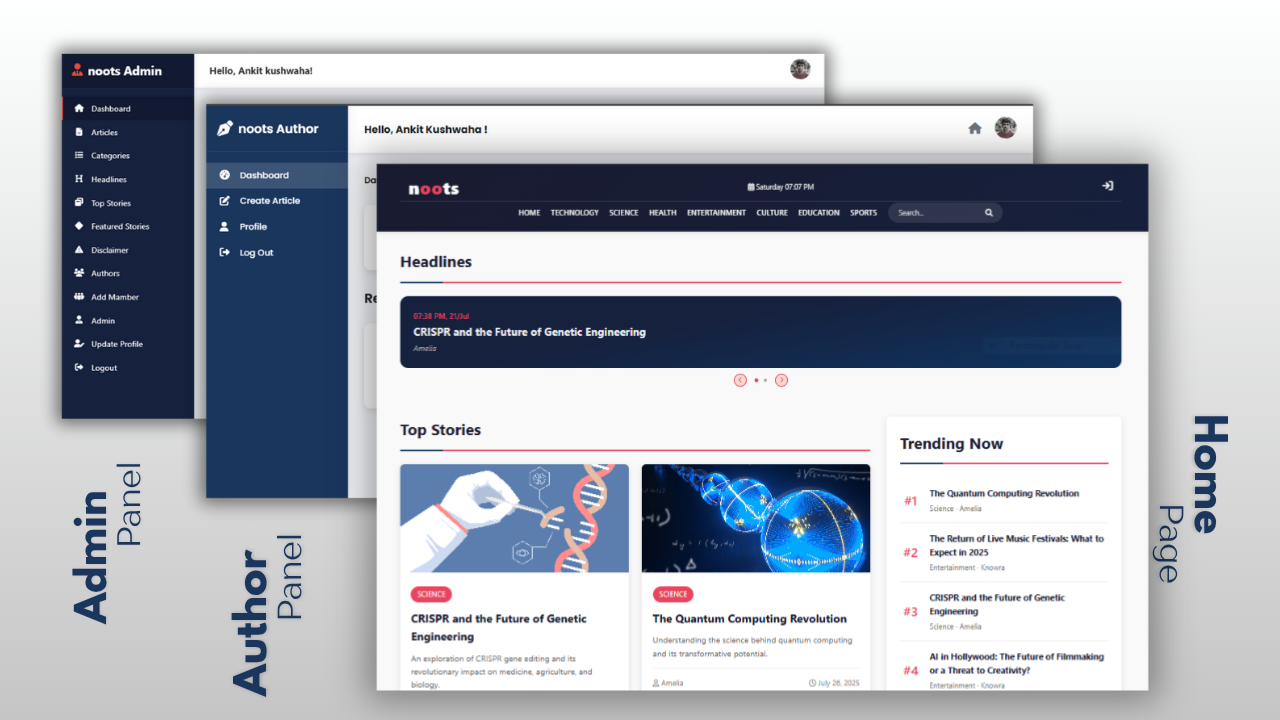 noots Admin
Hello, Ankit kushwaha!
Dashboard
Articles
Categories
Headlines
Top Stories
Featured Stories
Disclaimer
Authors
Add Mamber
Admin
Update Profile
Logout
noots Author
Hello, Ankit Kushwaha !
Dashboard
Create Article
Profile
Log Out
Da
Re
noots
Saturday 07:07 PM
HOME TECHNOLOGY SCIENCE HEALTH ENTERTAINMENT CULTURE EDUCATION SPORTS Search...
Headlines
07:38 PM, 21/Jul
CRISPR and the Future of Genetic Engineering
Amelia
Top Stories
SCIENCE
CRISPR and the Future of Genetic
Engineering
An exploration of CRISPR gene editing and its
revolutionary impact on medicine, agriculture, and
biology.
SCIENCE
The Quantum Computing Revolution
Understanding the science behind quantum computing
and its transformative potential.
Amelia July 26, 2025
Trending Now
#1
The Quantum Computing Revolution
Science · Amelia
#2
The Return of Live Music Festivals: What to
Expect in 2025
Entertainment · Knowra
#3
CRISPR and the Future of Genetic
Engineering
Science · Amelia
#4
AI in Hollywood: The Future of Filmmaking
or a Threat to Creativity?
Entertainment · Knowra
Admin
Panel
Author
Panel
Home
Page